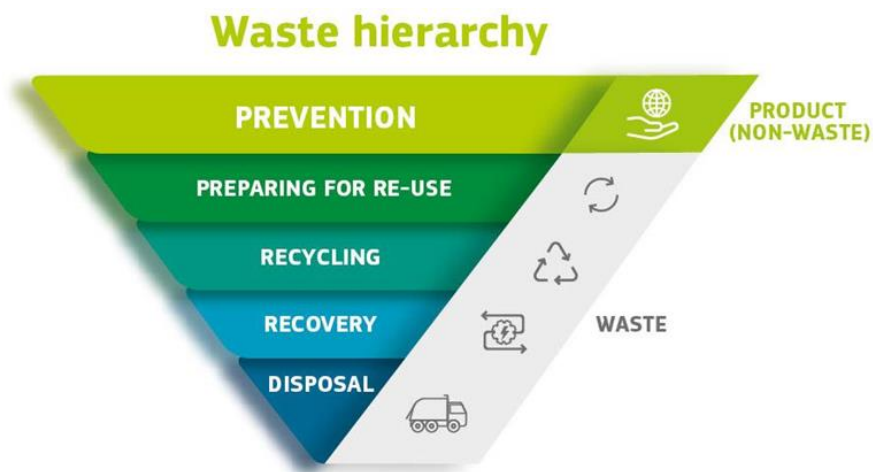 Waste hierarchy
PREVENTION
PRODUCT
(NON-WASTE)
PREPARING FOR RE-USE
RECYCLING
RECOVERY
WASTE
DISPOSAL